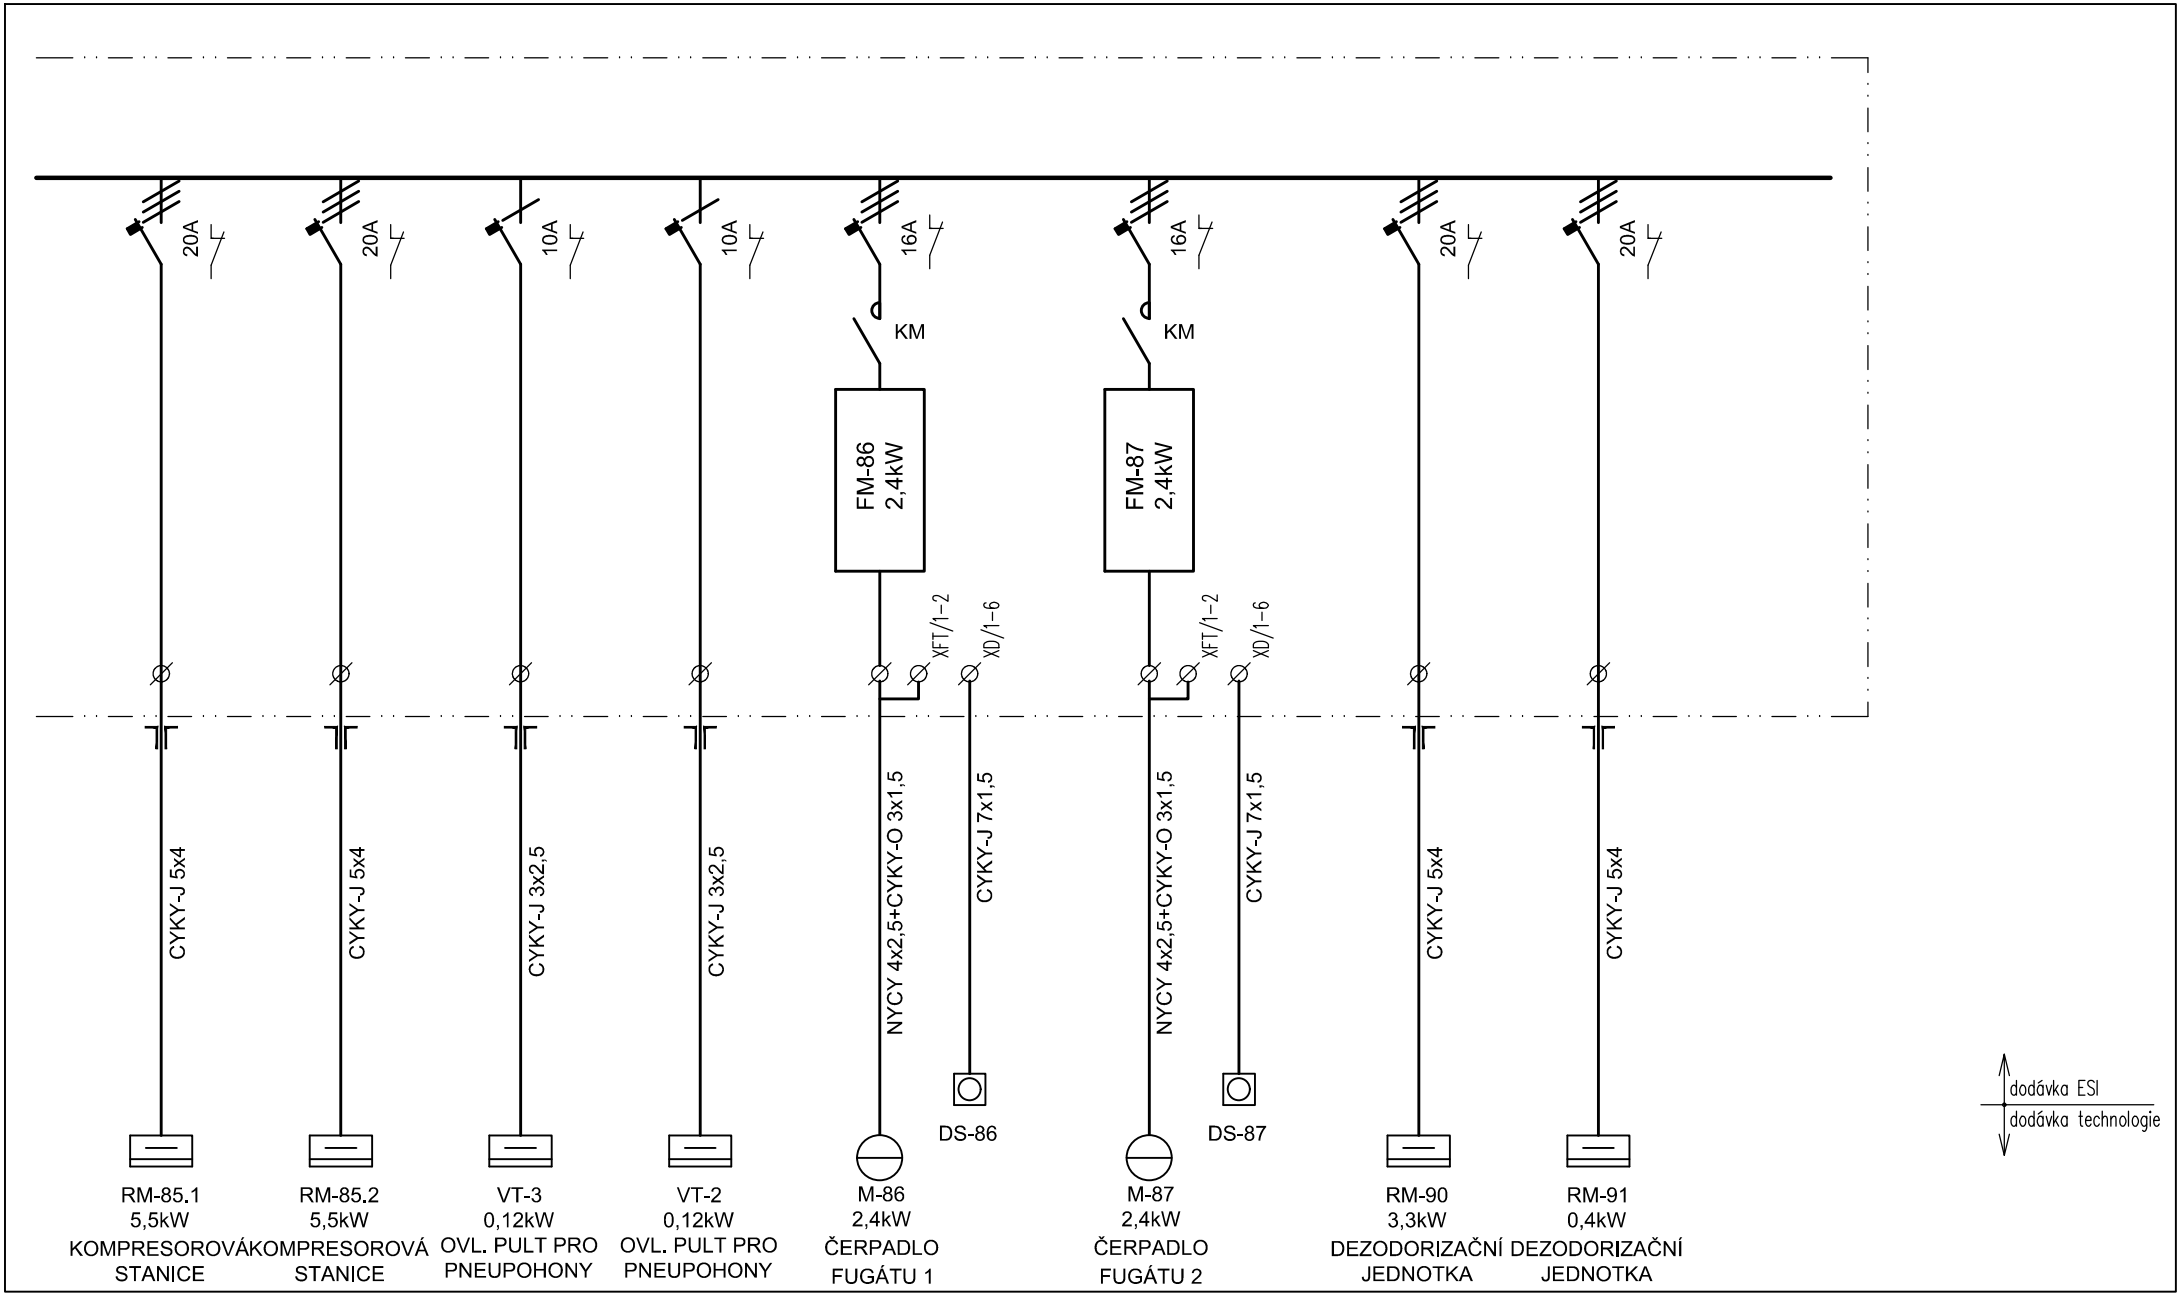 20A
20A
10A
10A
16A
16A
20A
20A
KM
KM
FM-86
2,4kW
FM-87
2,4kW
XFT/1-2
XD/1-6
XFT/1-2
XD/1-6
CYKY-J 5x4
CYKY-J 5x4
CYKY-J 3x2,5
CYKY-J 3x2,5
NYCY 4x2,5+CYKY-O 3x1,5
CYKY-J 7x1,5
NYCY 4x2,5+CYKY-O 3x1,5
CYKY-J 7x1,5
CYKY-J 5x4
CYKY-J 5x4
DS-86
DS-87
dodávka ESI
dodávka technologie
RM-85.1
5,5kW
KOMPRESOROVÁ
STANICE
RM-85.2
5,5kW
KOMPRESOROVÁ
STANICE
VT-3
0,12kW
OVL. PULT PRO
PNEUPOHONY
VT-2
0,12kW
OVL. PULT PRO
PNEUPOHONY
M-86
2,4kW
ČERPADLO
FUGÁTU 1
M-87
2,4kW
ČERPADLO
FUGÁTU 2
RM-90
3,3kW
DEZODORIZAČNÍ
JEDNOTKA
RM-91
0,4kW
DEZODORIZAČNÍ
JEDNOTKA